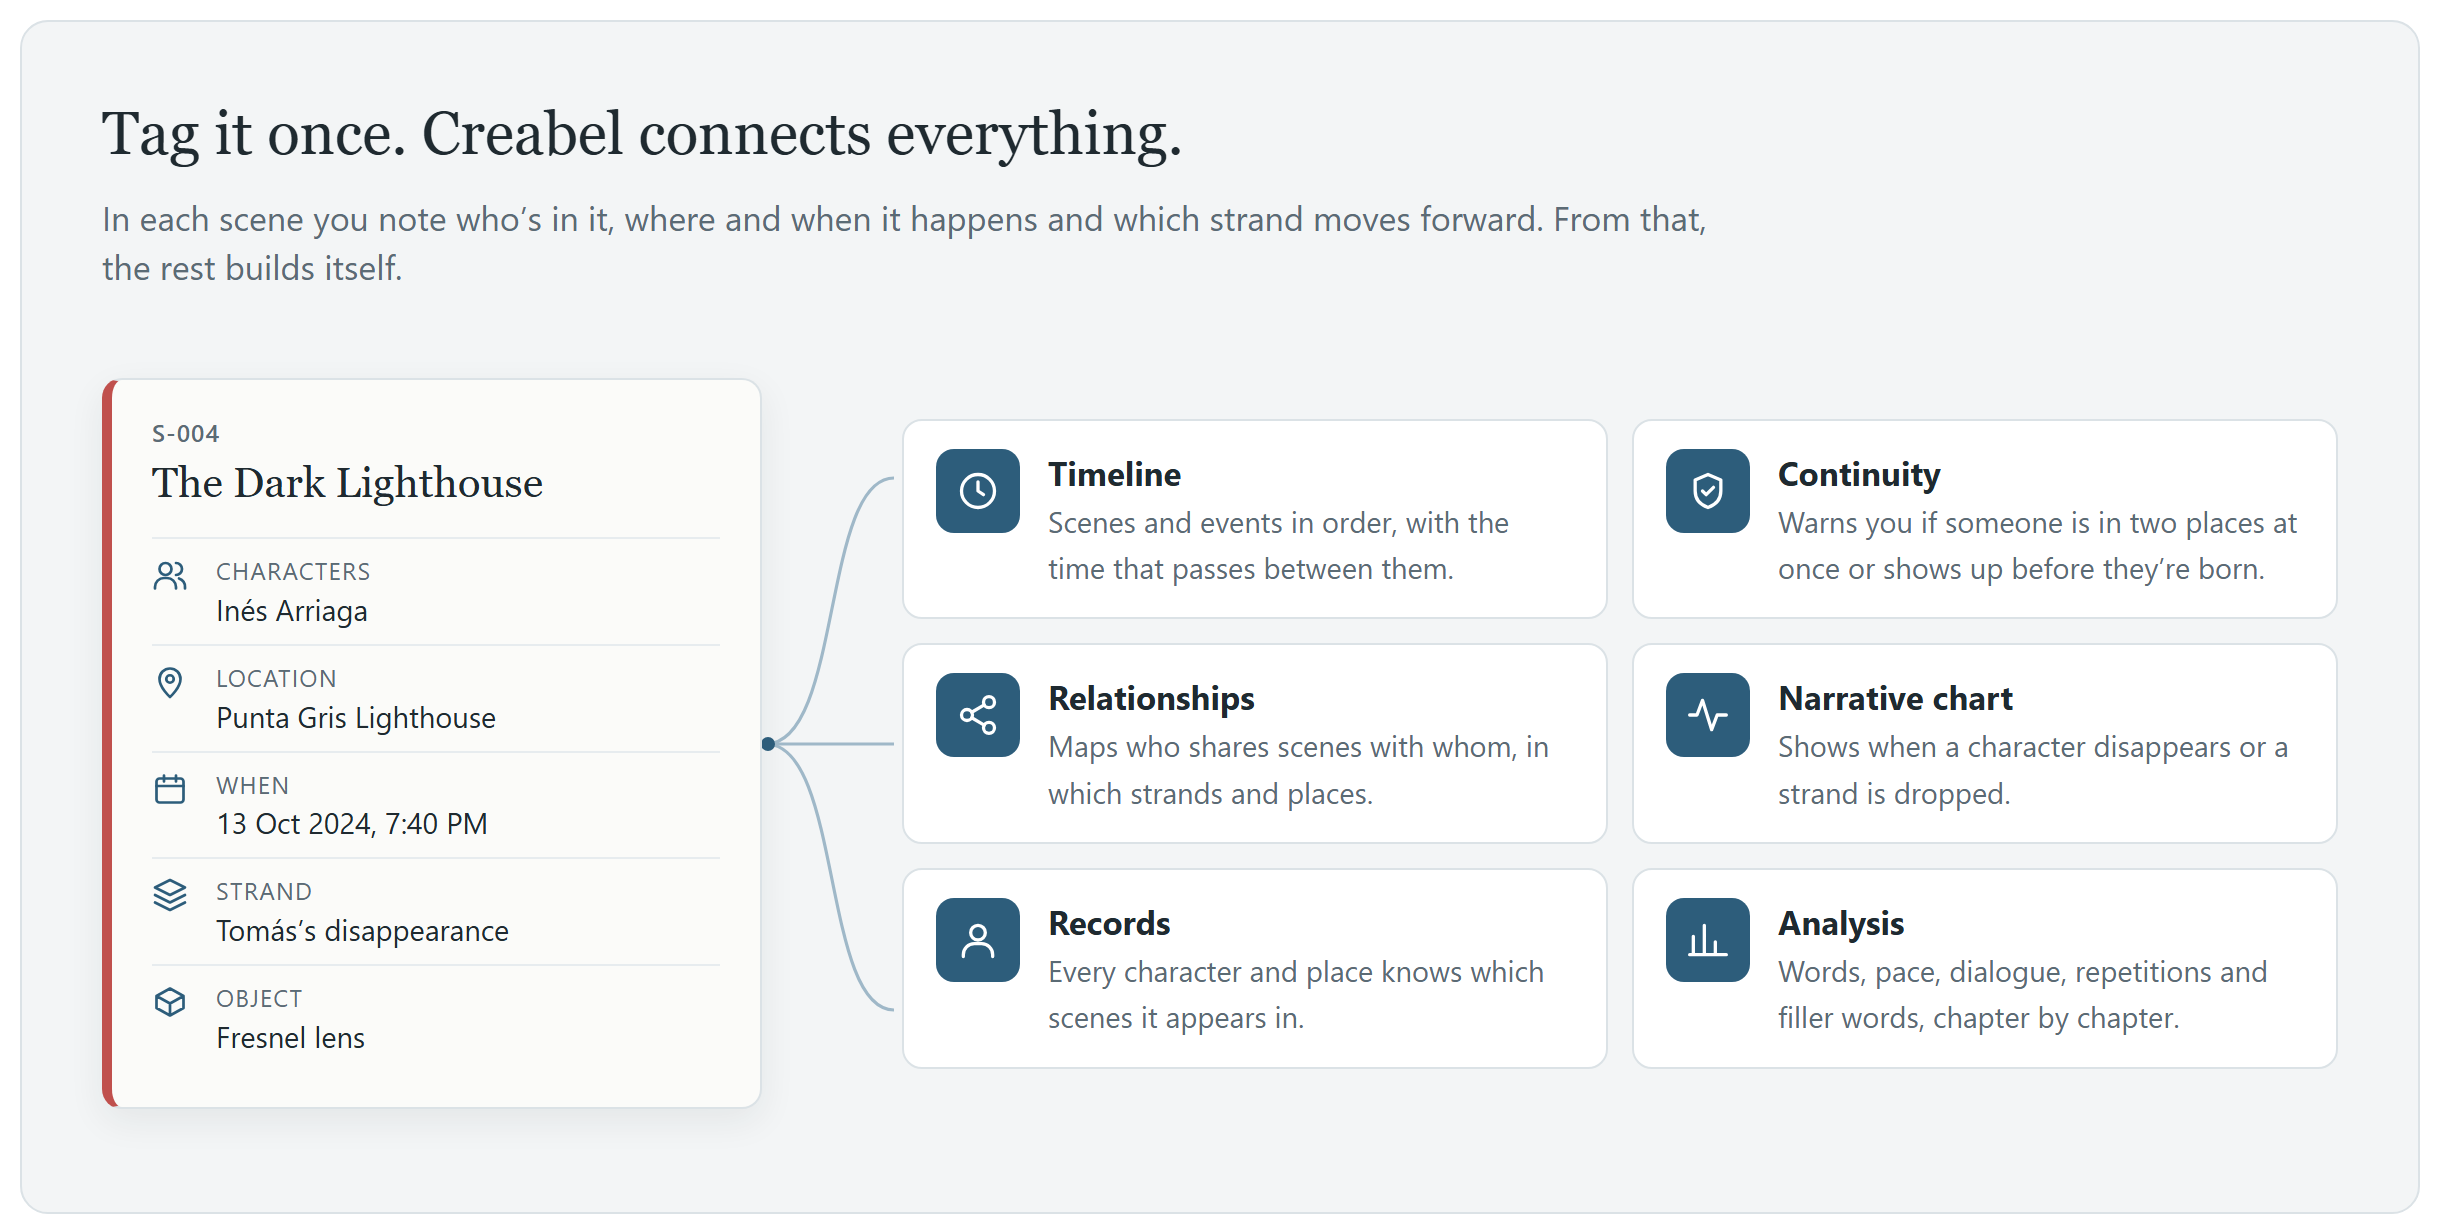 Tag it once. Creabel connects everything.
In each scene you note who’s in it, where and when it happens and which strand moves forward. From that,
the rest builds itself.
S-004
The Dark Lighthouse
CHARACTERS
Inés Arriaga
LOCATION
Punta Gris Lighthouse
WHEN
13 Oct 2024, 7:40 PM
STRAND
Tomás’s disappearance
OBJECT
Fresnel lens
Timeline
Scenes and events in order, with the
time that passes between them.
Continuity
Warns you if someone is in two places at
once or shows up before they’re born.
Relationships
Maps who shares scenes with whom, in
which strands and places.
Narrative chart
Shows when a character disappears or a
strand is dropped.
Records
Every character and place knows which
scenes it appears in.
Analysis
Words, pace, dialogue, repetitions and
filler words, chapter by chapter.